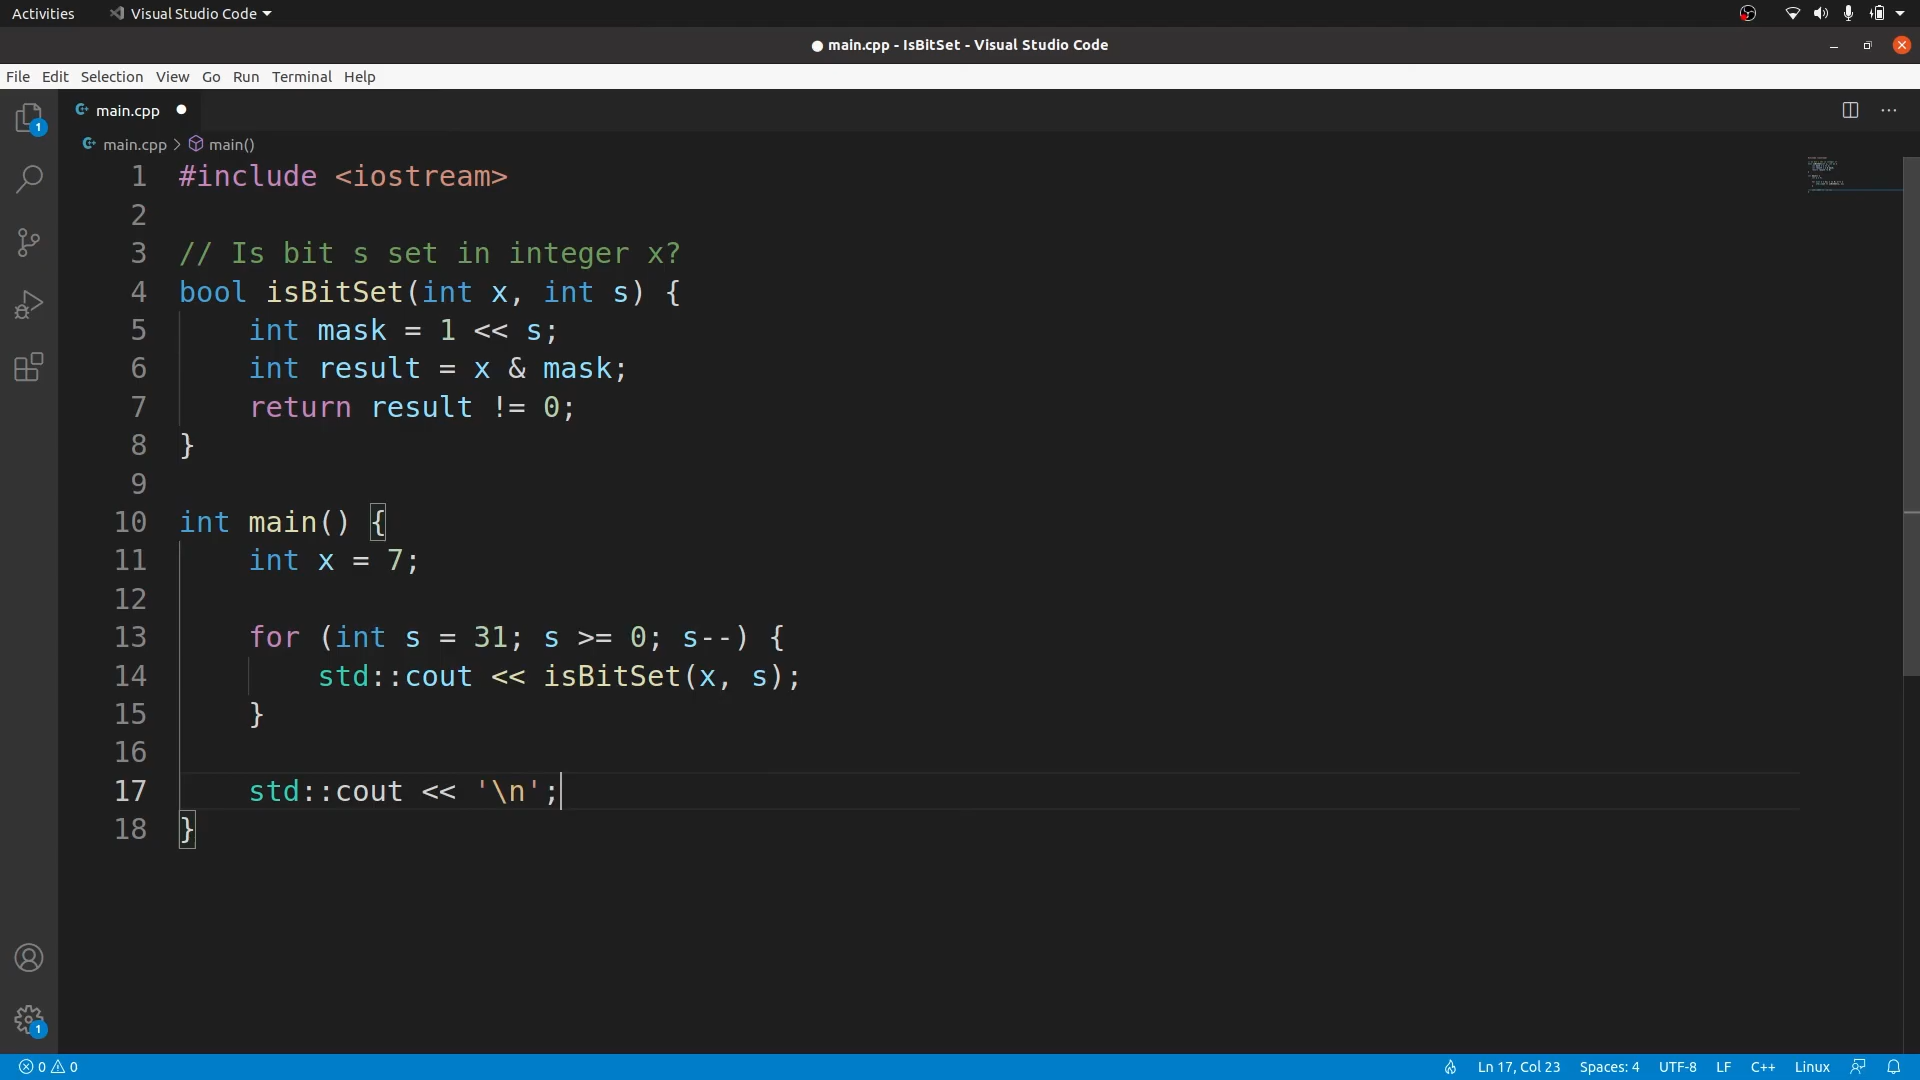 Activities Visual Studio Code
● main.cpp - IsBitSet - Visual Studio Code
File Edit Selection View Go Run Terminal Help
main.cpp ●
1
main.cpp > main()
1 #include <iostream>
2
3 // Is bit s set in integer x?
4 bool isBitSet(int x, int s) {
5     int mask = 1 << s;
6     int result = x & mask;
7     return result != 0;
8 }
9
10 int main() {
11     int x = 7;
12
13     for (int s = 31; s >= 0; s--) {
14         std::cout << isBitSet(x, s);
15     }
16
17     std::cout << '\n';
18 }
1
0 0 Ln 17, Col 23 Spaces: 4 UTF-8 LF C++ Linux